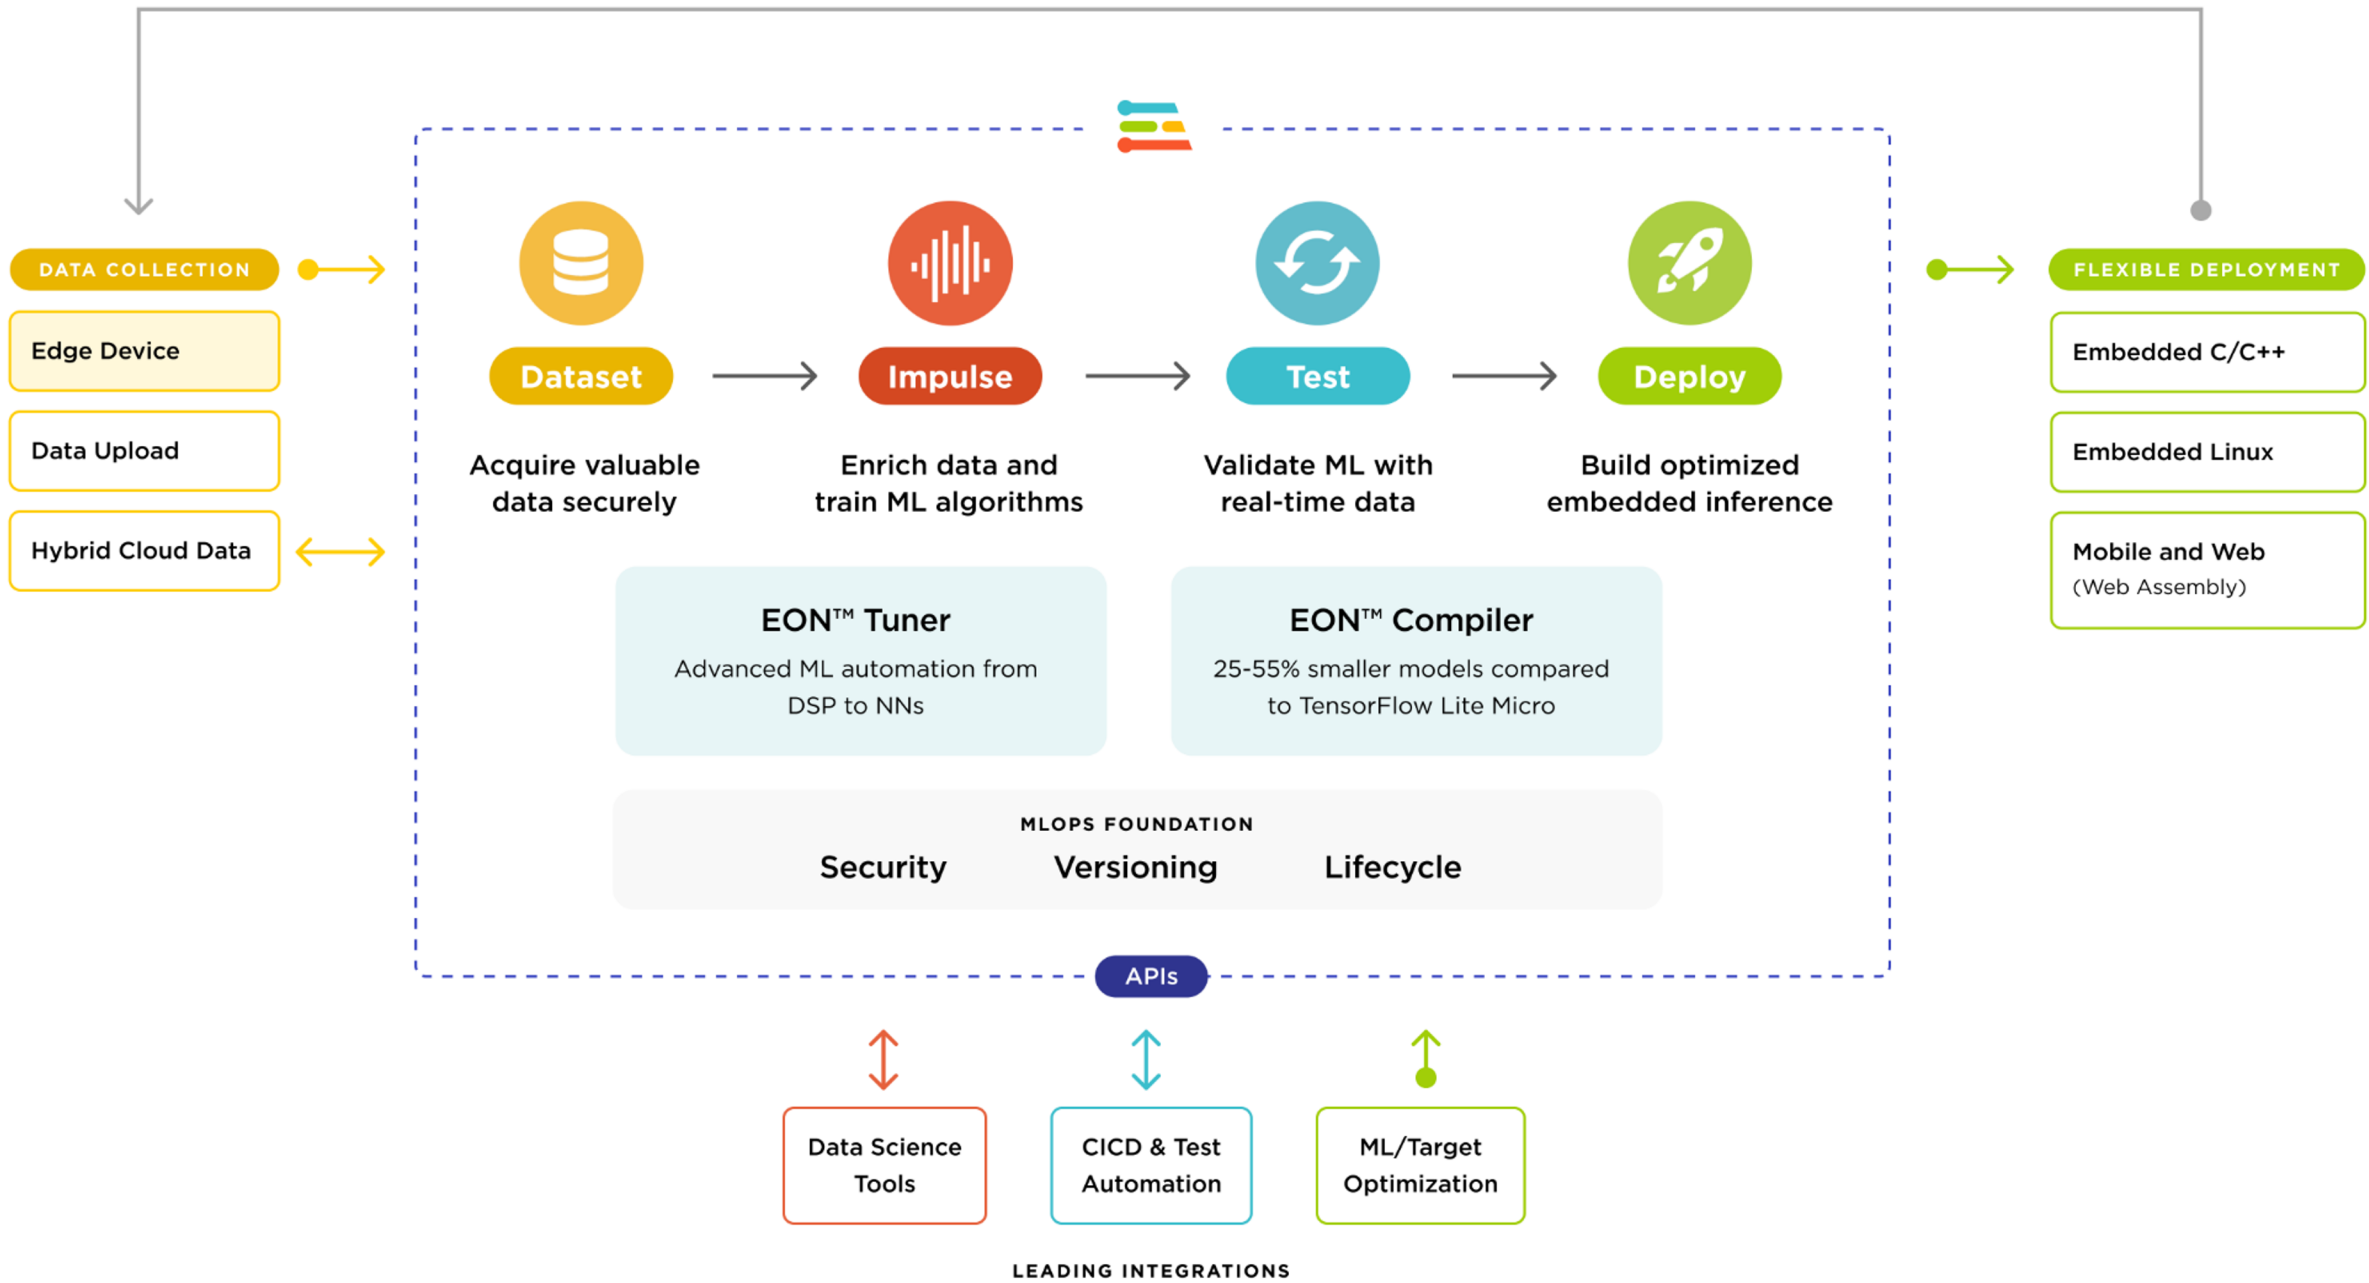 DATA COLLECTION
Edge Device
Data Upload
Hybrid Cloud Data
Dataset
Acquire valuable
data securely
Impulse
Enrich data and
train ML algorithms
Test
Validate ML with
real-time data
Deploy
Build optimized
embedded inference
EON™ Tuner
Advanced ML automation from
DSP to NNs
EON™ Compiler
25-55% smaller models compared
to TensorFlow Lite Micro
MLOPS FOUNDATION
Security Versioning Lifecycle
APIs
FLEXIBLE DEPLOYMENT
Embedded C/C++
Embedded Linux
Mobile and Web
(Web Assembly)
Data Science
Tools
CICD & Test
Automation
ML/Target
Optimization
LEADING INTEGRATIONS